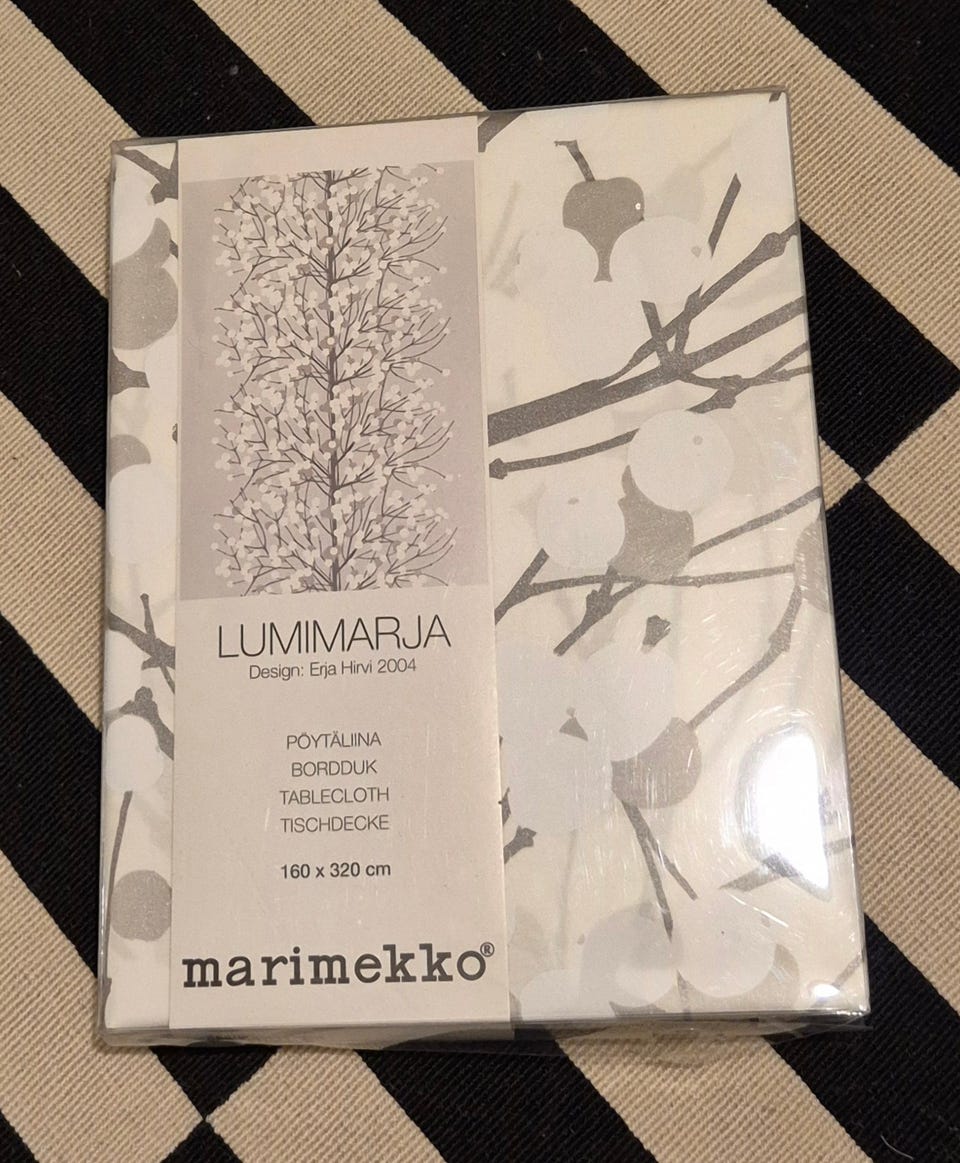 LUMIMARJA
Design: Erja Hirvi 2004
PÖYTÄLIINA
BORDDUK
TABLECLOTH
TISCHDECKE
160 x 320 cm
marimekko®